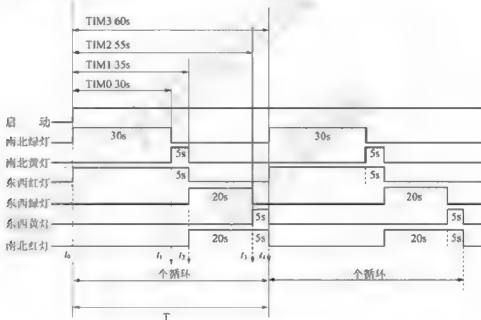 TIM3 60s
TIM2 55s
TIM1 35s
TIM0 30s
启 动
南北绿灯 30s 30s
南北黄灯 5s 5s
东西红灯 5s 5s
东西绿灯 20s 20s
东西黄灯 5s 5s
南北红灯 20s 5s 20s 5s
t₀ t₁ t₂ t₃ t₄
个循环 个循环
T